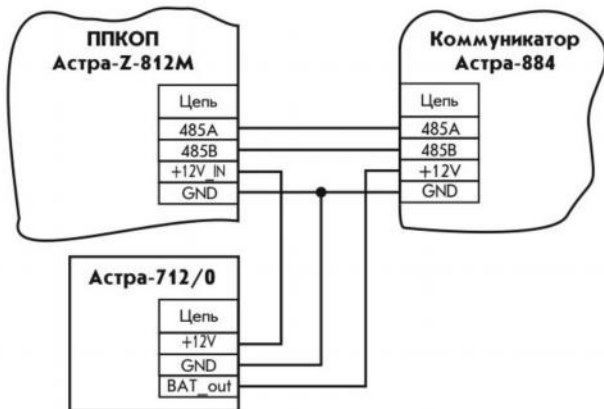 ППКОП
Астра-Z-812М
Цепь
485A
485B
+12V_IN
GND
Коммуникатор
Астра-884
Цепь
485A
485B
+12V
GND
Астра-712/0
Цепь
+12V
GND
BAT_out